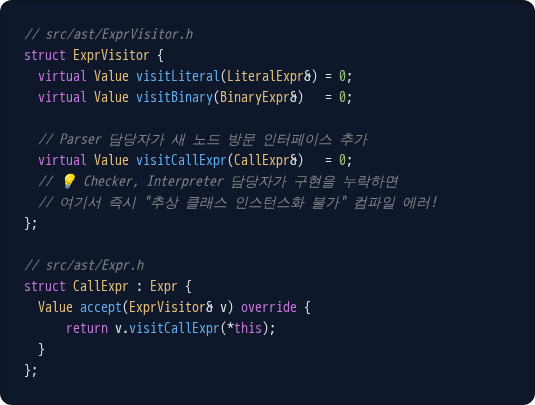 // src/ast/ExprVisitor.h
struct ExprVisitor {
  virtual Value visitLiteral(LiteralExpr&) = 0;
  virtual Value visitBinary(BinaryExpr&)   = 0;

  // Parser 담당자가 새 노드 방문 인터페이스 추가
  virtual Value visitCallExpr(CallExpr&)   = 0;
  // 💡 Checker, Interpreter 담당자가 구현을 누락하면
  // 여기서 즉시 "추상 클래스 인스턴스화 불가" 컴파일 에러!
};

// src/ast/Expr.h
struct CallExpr : Expr {
  Value accept(ExprVisitor& v) override {
      return v.visitCallExpr(*this);
  }
};